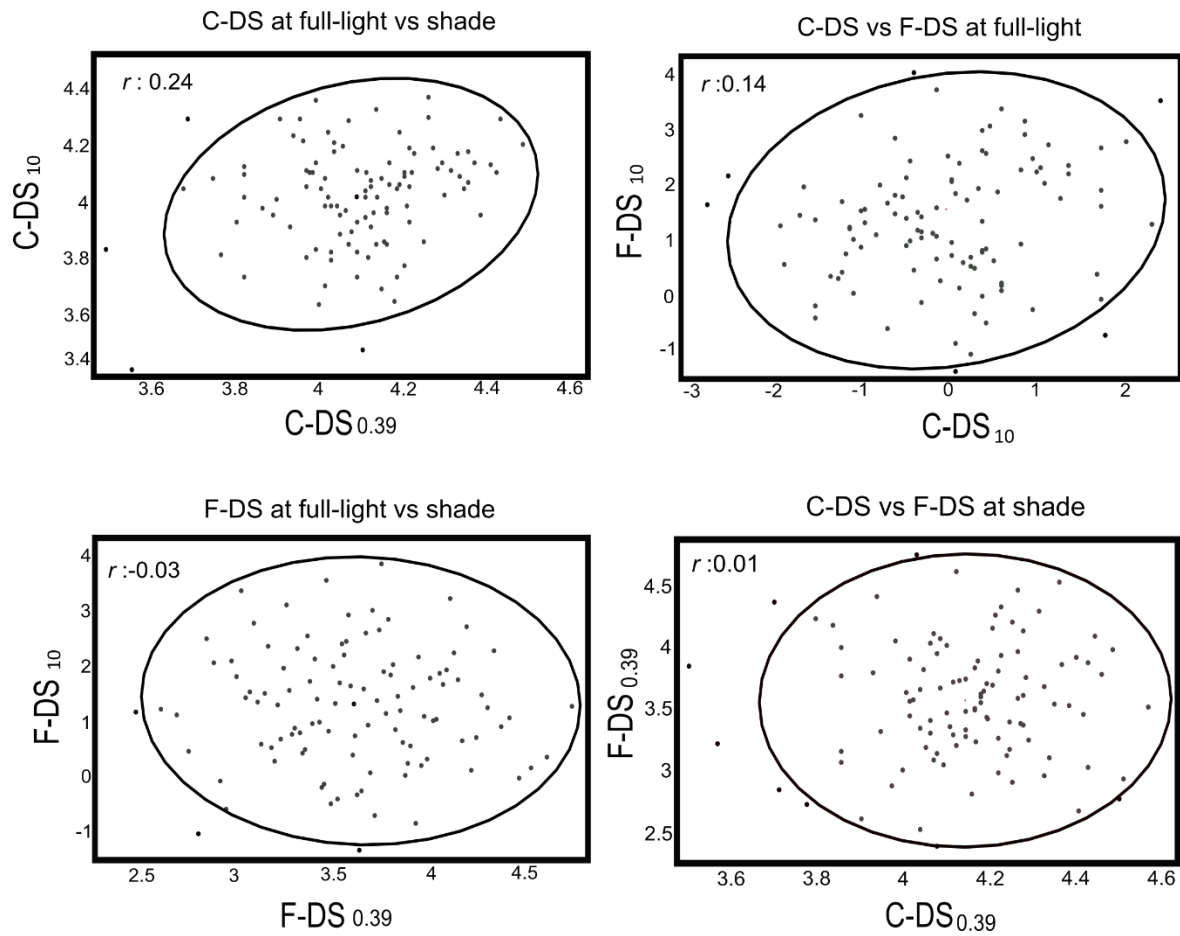 C-DS at full-light vs shade
r : 0.24
4.4
4.2
4
3.8
3.6
3.4
C-DS 10
3.6
4
4.2
4.4
4.6
C-DS 0.39
C-DS vs F-DS at full-light
r :0.14
4
3
2
1
0
-1
F-DS 10
-3
-2
-1
0
1
2
C-DS 10
F-DS at full-light vs shade
r :-0.03
4
3
2
1
0
-1
F-DS 10
2.5
3
3.5
4
4.5
F-DS 0.39
C-DS vs F-DS at shade
r :0.01
4.5
4
3.5
3
2.5
F-DS 0.39
3.6
3.8
4
4.2
4.4
4.6
C-DS 0.39